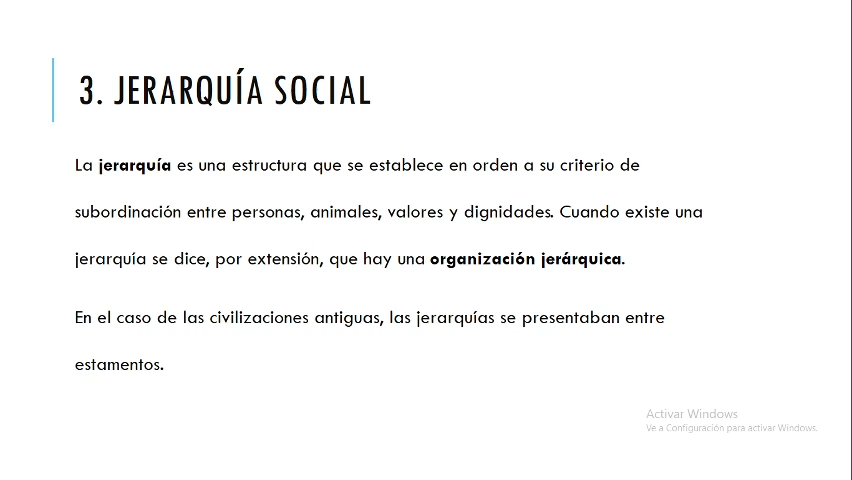 3. JERARQUÍA SOCIAL
La jerarquía es una estructura que se establece en orden a su criterio de
subordinación entre personas, animales, valores y dignidades. Cuando existe una
jerarquía se dice, por extensión, que hay una organización jerárquica.
En el caso de las civilizaciones antiguas, las jerarquías se presentaban entre
estamentos.
Activar Windows
Ve a Configuración para activar Windows.